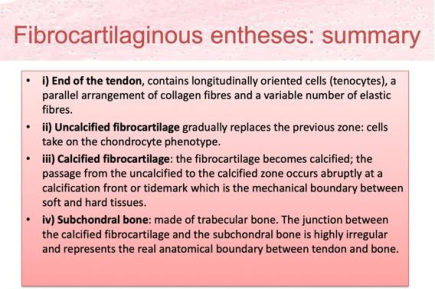 Fibrocartilaginous entheses: summary
• i) End of the tendon, contains longitudinally oriented cells (tenocytes), a
parallel arrangement of collagen fibres and a variable number of elastic
fibres.
• ii) Uncalcified fibrocartilage gradually replaces the previous zone: cells
take on the chondrocyte phenotype.
• iii) Calcified fibrocartilage: the fibrocartilage becomes calcified; the
passage from the uncalcified to the calcified zone occurs abruptly at a
calcification front or tidemark which is the mechanical boundary between
soft and hard tissues.
• iv) Subchondral bone: made of trabecular bone. The junction between
the calcified fibrocartilage and the subchondral bone is highly irregular
and represents the real anatomical boundary between tendon and bone.